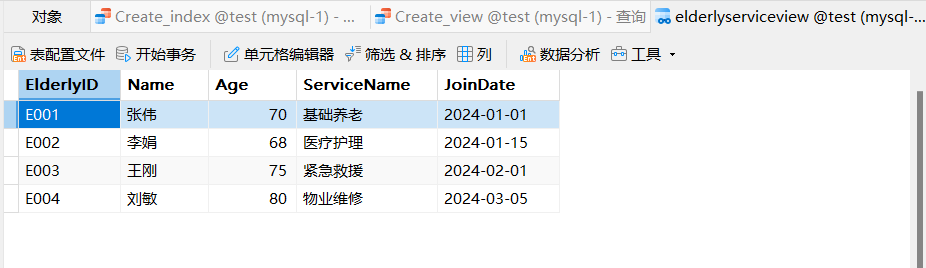 对象 Create_index @test (mysql-1) - ... Create_view @test (mysql-1) - 查询 elderlyserviceview @test (mysql-...
表配置文件 开始事务 单元格编辑器 筛选 & 排序 列 数据分析 工具
ElderlyID Name Age ServiceName JoinDate
E001 张伟 70 基础养老 2024-01-01
E002 李娟 68 医疗护理 2024-01-15
E003 王刚 75 紧急救援 2024-02-01
E004 刘敏 80 物业维修 2024-03-05